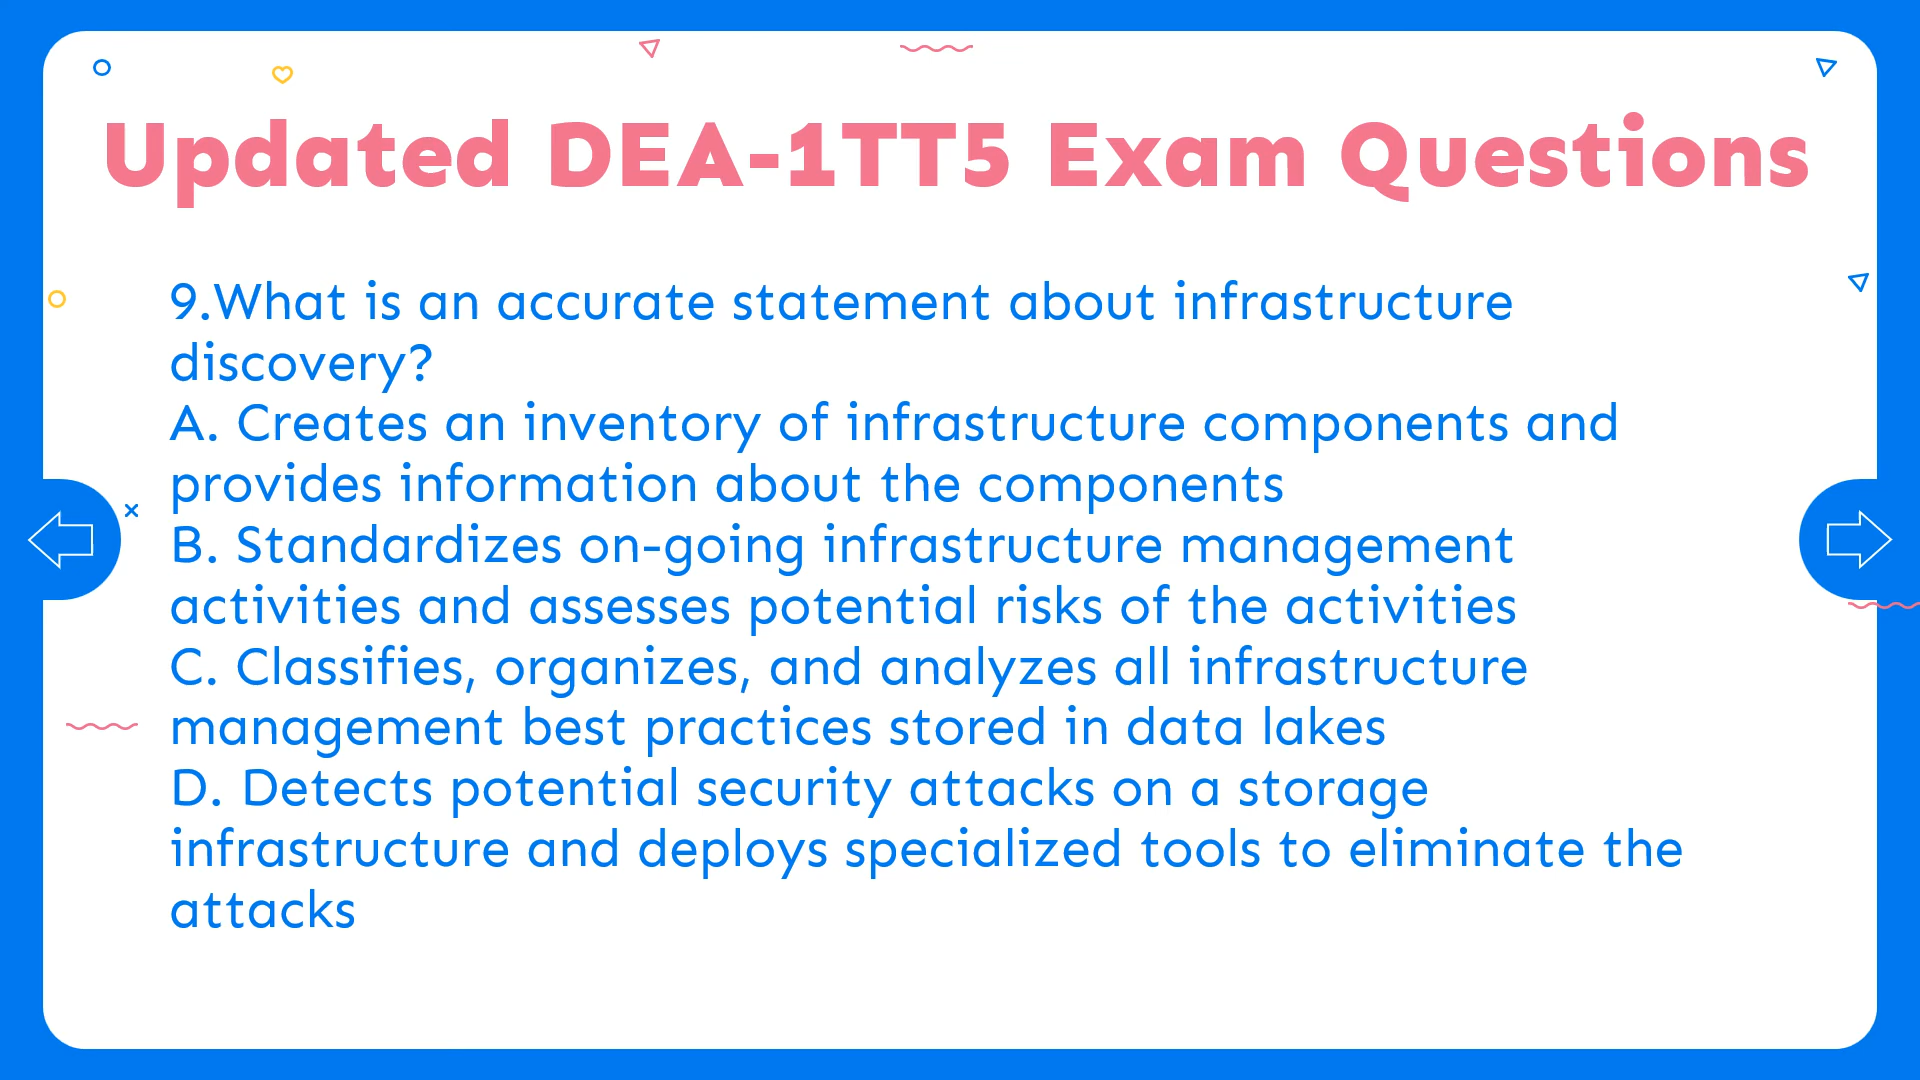 Updated DEA-1TT5 Exam Questions
9.What is an accurate statement about infrastructure
discovery?
A. Creates an inventory of infrastructure components and
provides information about the components
B. Standardizes on-going infrastructure management
activities and assesses potential risks of the activities
C. Classifies, organizes, and analyzes all infrastructure
management best practices stored in data lakes
D. Detects potential security attacks on a storage
infrastructure and deploys specialized tools to eliminate the
attacks